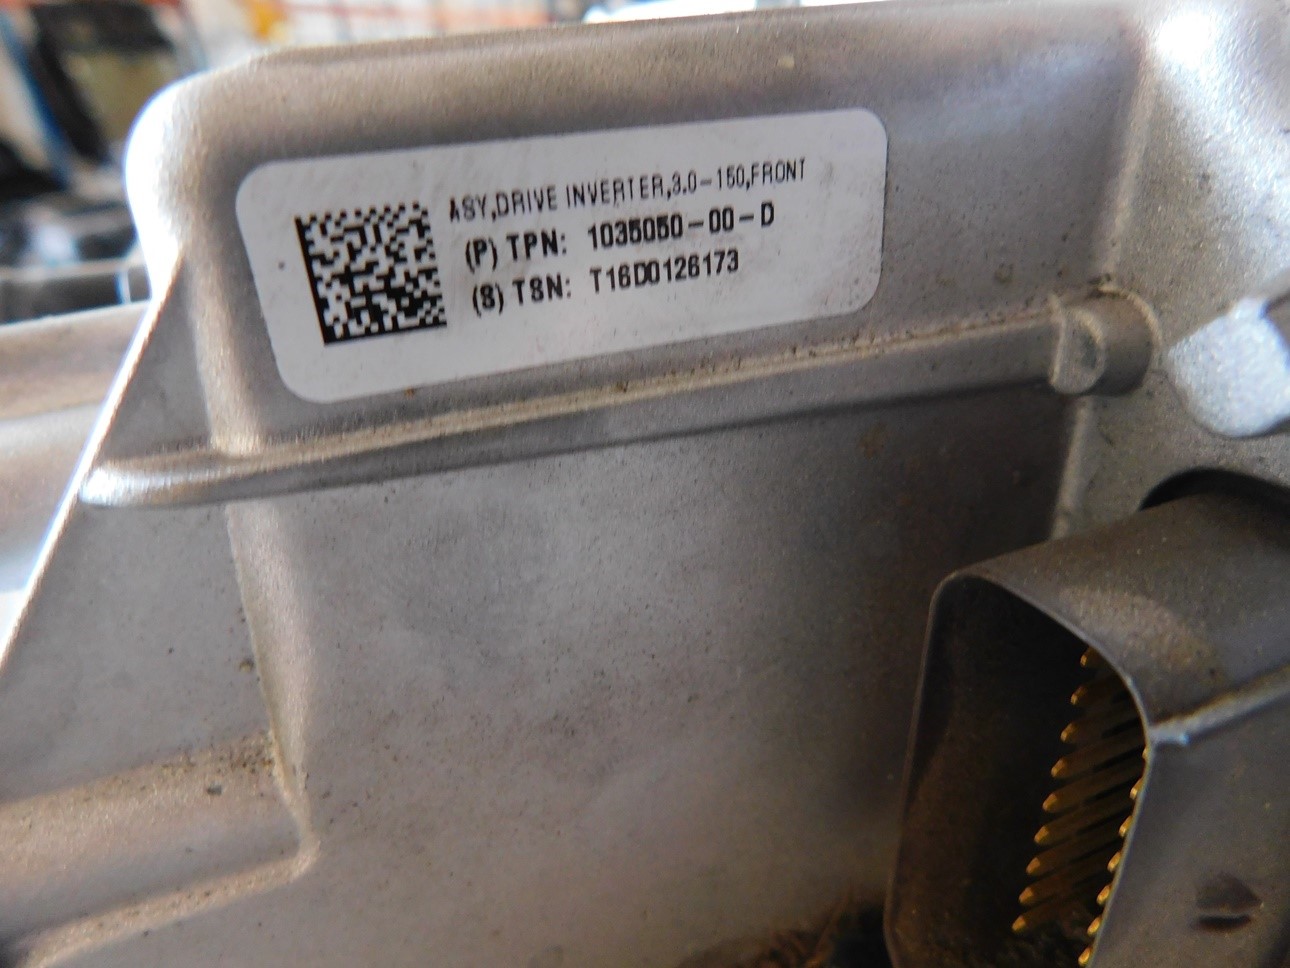 ASY,DRIVE INVERTER,3.0-150,FRONT
(P) TPN: 1035050-00-D
(S) TSN: T16D0126173